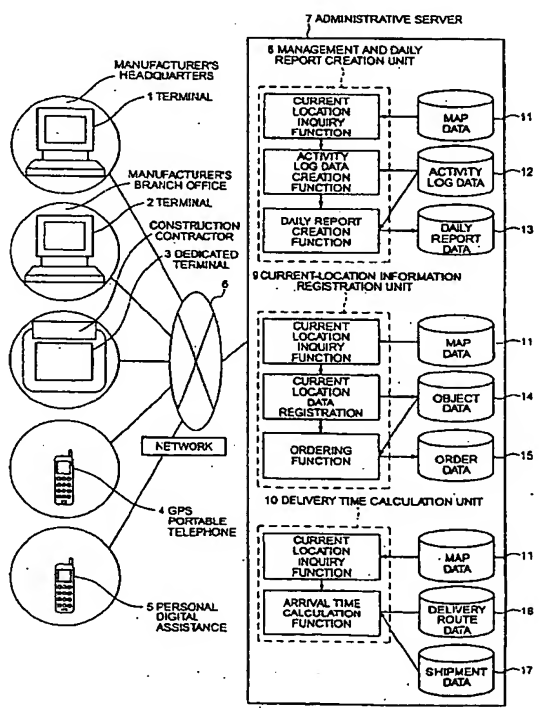 7 ADMINISTRATIVE SERVER
MANUFACTURER'S
HEADQUARTERS
1 TERMINAL
MANUFACTURER'S
BRANCH OFFICE
2 TERMINAL
CONSTRUCTION
CONTRACTOR
3 DEDICATED
TERMINAL
6
NETWORK
4 GPS
PORTABLE
TELEPHONE
5 PERSONAL
DIGITAL
ASSISTANCE
8 MANAGEMENT AND DAILY
REPORT CREATION UNIT
CURRENT
LOCATION
INQUIRY
FUNCTION
MAP
DATA
11
ACTIVITY
LOG DATA
CREATION
FUNCTION
ACTIVITY
LOG DATA
12
DAILY REPORT
CREATION
FUNCTION
DAILY
REPORT
DATA
13
9 CURRENT-LOCATION INFORMATION
REGISTRATION UNIT
CURRENT
LOCATION
INQUIRY
FUNCTION
MAP
DATA
11
CURRENT
LOCATION
DATA
REGISTRATION
OBJECT
DATA
14
ORDERING
FUNCTION
ORDER
DATA
15
10 DELIVERY TIME CALCULATION UNIT
CURRENT
LOCATION
INQUIRY
FUNCTION
MAP
DATA
11
ARRIVAL TIME
CALCULATION
FUNCTION
DELIVERY
ROUTE
DATA
16
SHIPMENT
DATA
17